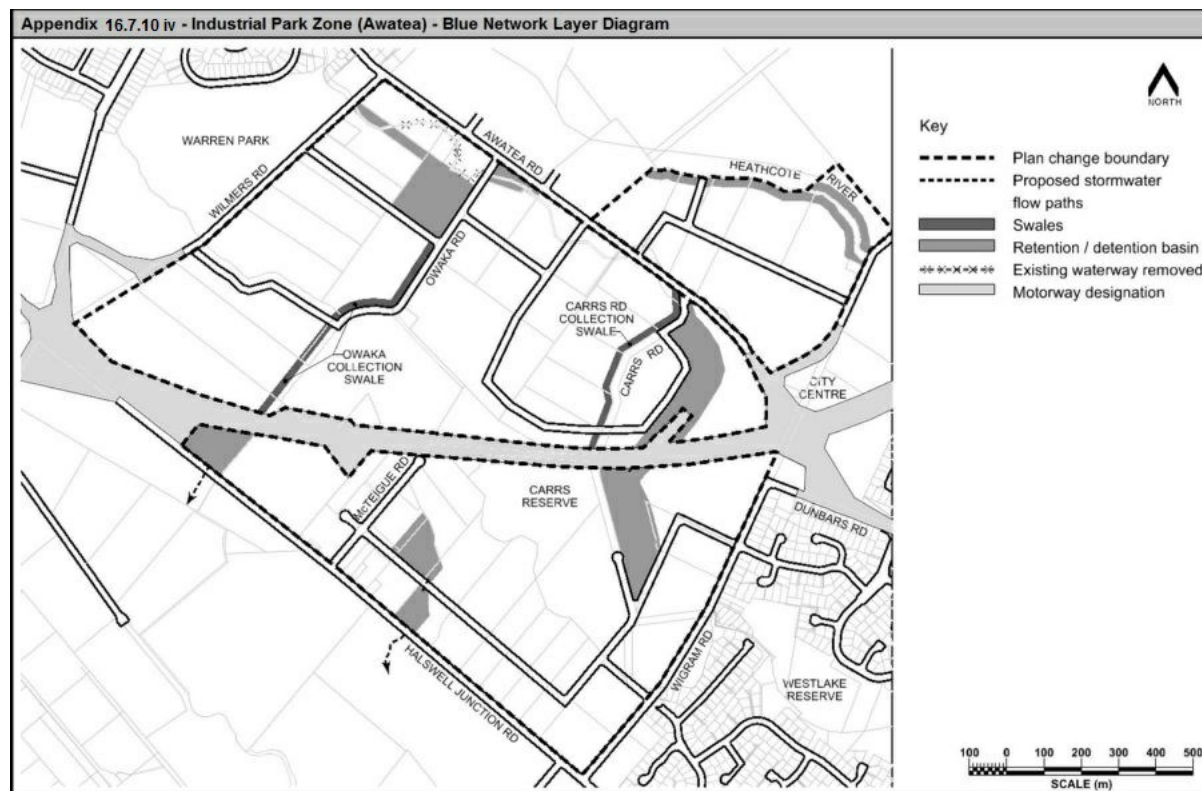 Appendix 16.7.10 iv - Industrial Park Zone (Awatea) - Blue Network Layer Diagram
NORTH
Key
Plan change boundary
Proposed stormwater
flow paths
Swales
Retention / detention basin
Existing waterway removed
Motorway designation
WARREN PARK
WILMERS RD
AWATEA RD
HEATHCOTE
RIVER
OWAKA RD
CARRS RD
COLLECTION
SWALE
CARRS RD
OWAKA
COLLECTION
SWALE
CITY
CENTRE
McTEIGUE RD
CARRS
RESERVE
DUNBARS RD
HALSWELL JUNCTION RD
WIGRAM RD
WESTLAKE
RESERVE
100 0 100 200 300 400 500
SCALE (m)